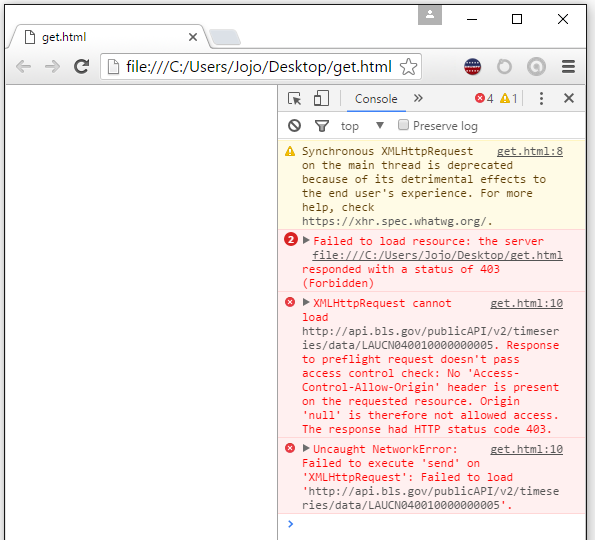 get.html
file:///C:/Users/Jojo/Desktop/get.html
Console
4
1
top
Preserve log
Synchronous XMLHttpRequest get.html:8
on the main thread is deprecated
because of its detrimental effects to
the end user's experience. For more
help, check
https://xhr.spec.whatwg.org/.
2 Failed to load resource: the server
file:///C:/Users/Jojo/Desktop/get.html
responded with a status of 403
(Forbidden)
XMLHttpRequest cannot get.html:10
load
http://api.bls.gov/publicAPI/v2/timese
ries/data/LAUCN040010000000005. Response
to preflight request doesn't pass
access control check: No 'Access-
Control-Allow-Origin' header is present
on the requested resource. Origin
'null' is therefore not allowed access.
The response had HTTP status code 403.
Uncaught NetworkError: get.html:10
Failed to execute 'send' on
'XMLHttpRequest': Failed to load
'http://api.bls.gov/publicAPI/v2/timese
ries/data/LAUCN040010000000005'.